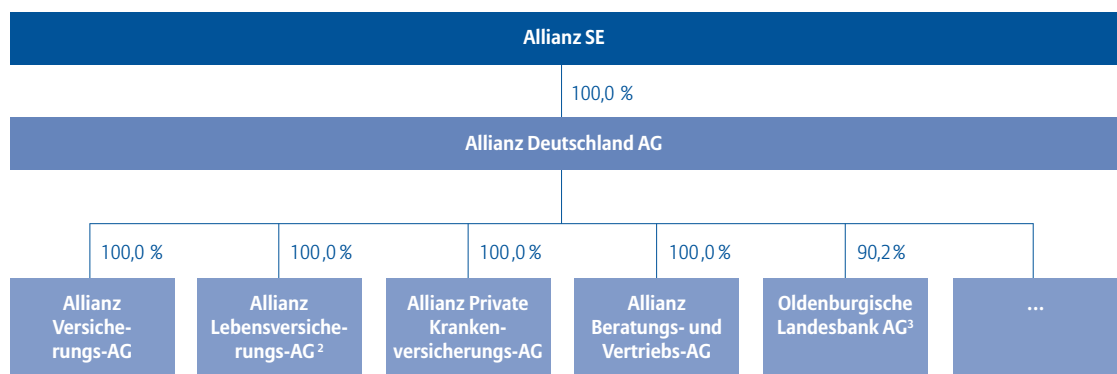 Allianz SE
100,0 %
Allianz Deutschland AG
100,0 %
100,0 %
100,0 %
100,0 %
90,2 %
Allianz
Versiche-
rungs-AG
Allianz
Lebensversiche-
rungs-AG ²
Allianz Private
Kranken-
versicherungs-AG
Allianz
Beratungs- und
Vertriebs-AG
Oldenburgische
Landesbank AG³
...